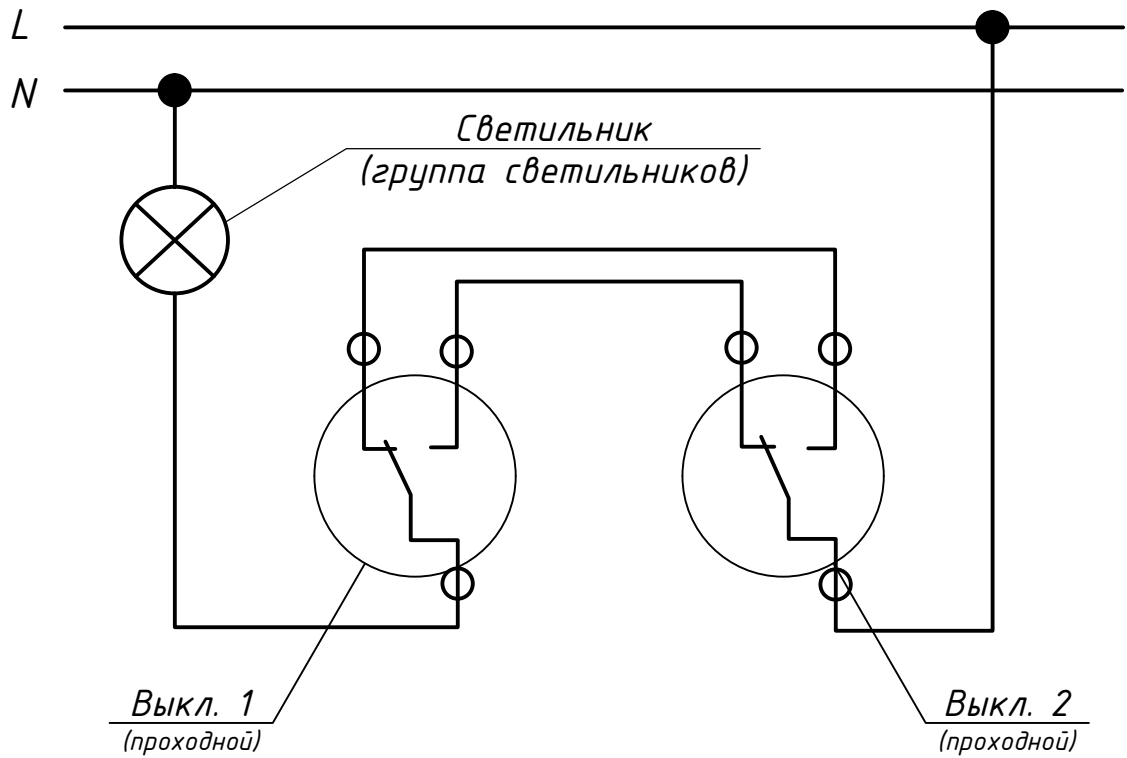 L
N
Светильник
(группа светильников)
Выкл. 1
(проходной)
Выкл. 2
(проходной)